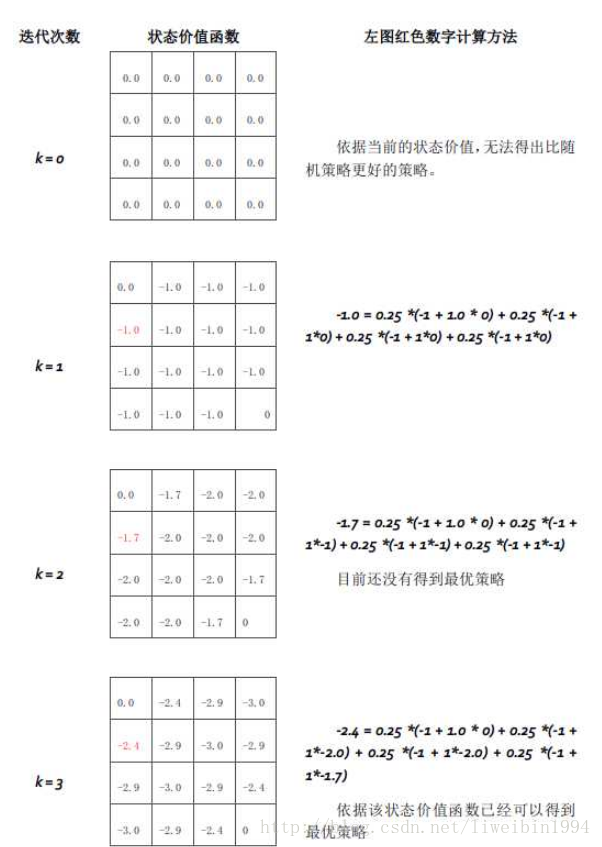 迭代次数 状态价值函数 左图红色数字计算方法
0.0 0.0 0.0 0.0
0.0 0.0 0.0 0.0
0.0 0.0 0.0 0.0
0.0 0.0 0.0 0.0
k = 0
依据当前的状态价值，无法得出比随
机策略更好的策略。
0.0 -1.0 -1.0 -1.0
-1.0 -1.0 -1.0 -1.0
-1.0 -1.0 -1.0 -1.0
-1.0 -1.0 -1.0 0
k = 1
-1.0 = 0.25 *(-1 + 1.0 * 0) + 0.25 *(-1 +
1*0) + 0.25 *(-1 + 1*0) + 0.25 *(-1 + 1*0)
0.0 -1.7 -2.0 -2.0
-1.7 -2.0 -2.0 -2.0
-2.0 -2.0 -2.0 -1.7
-2.0 -2.0 -1.7 0
k = 2
-1.7 = 0.25 *(-1 + 1.0 * 0) + 0.25 *(-1 +
1*-1) + 0.25 *(-1 + 1*-1) + 0.25 *(-1 + 1*-1)
目前还没有得到最优策略
0.0 -2.4 -2.9 -3.0
-2.4 -2.9 -3.0 -2.9
-2.9 -3.0 -2.9 -2.4
-3.0 -2.9 -2.4 0
k = 3
-2.4 = 0.25 *(-1 + 1.0 * 0) + 0.25 *(-1 +
1*-2.0) + 0.25 *(-1 + 1*-2.0) + 0.25 *(-1 +
1*-1.7)
依据该状态价值函数已经可以得到
最优策略
http://blog.csdn.net/liweibin1994